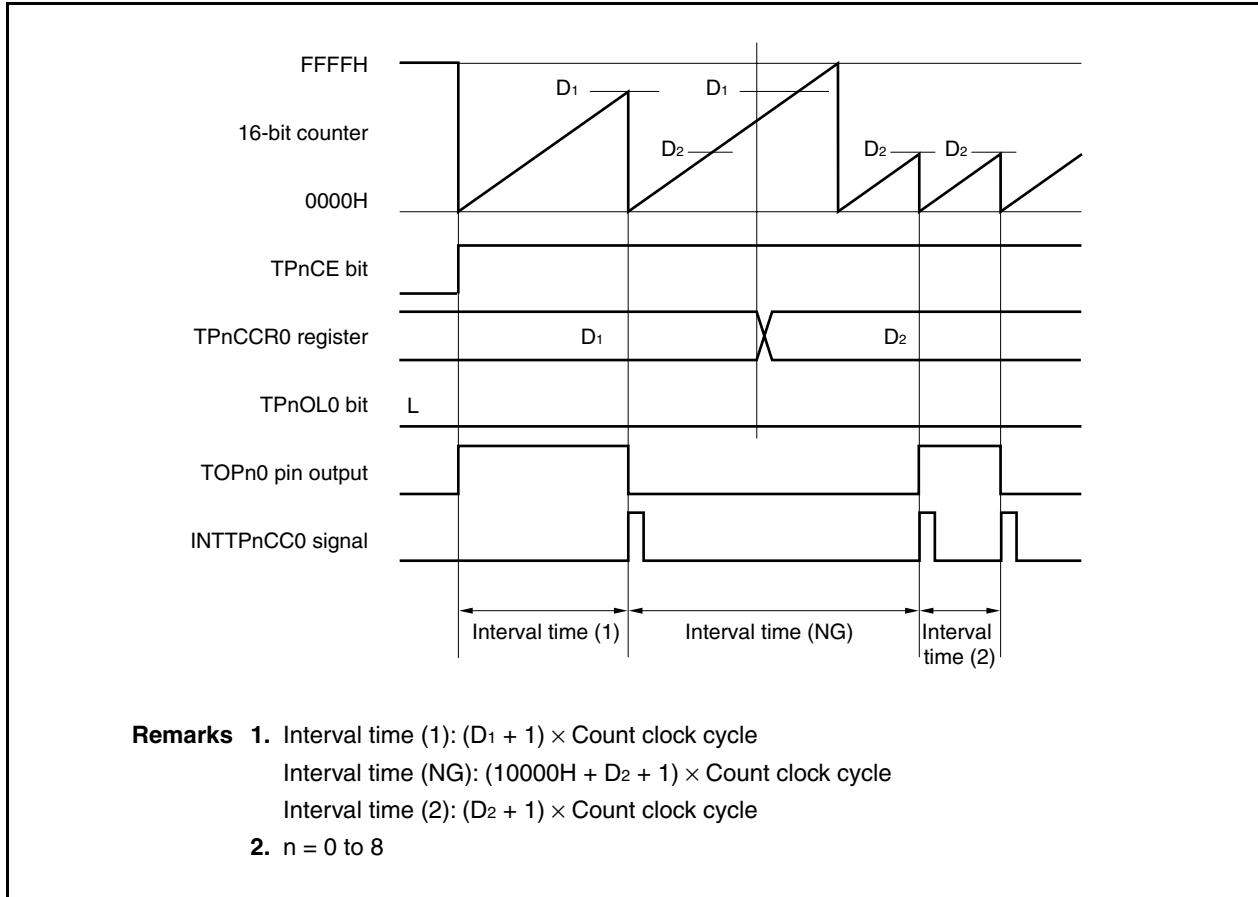 FFFFH
D1
D1
16-bit counter
D2
D2
D2
0000H
TPnCE bit
TPnCCR0 register
D1
D2
TPnOL0 bit
L
TOPn0 pin output
INTTPnCC0 signal
Interval time (1)
Interval time (NG)
Interval
time (2)
Remarks 1. Interval time (1): (D1 + 1) × Count clock cycle
Interval time (NG): (10000H + D2 + 1) × Count clock cycle
Interval time (2): (D2 + 1) × Count clock cycle
2. n = 0 to 8